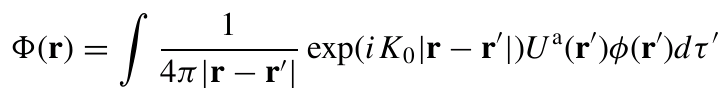 Φ(𝐫) = ∫ 1/(4π|𝐫 − 𝐫′|) exp(iK₀|𝐫 − 𝐫′|)Uᵃ(𝐫′)ϕ(𝐫′)dτ′